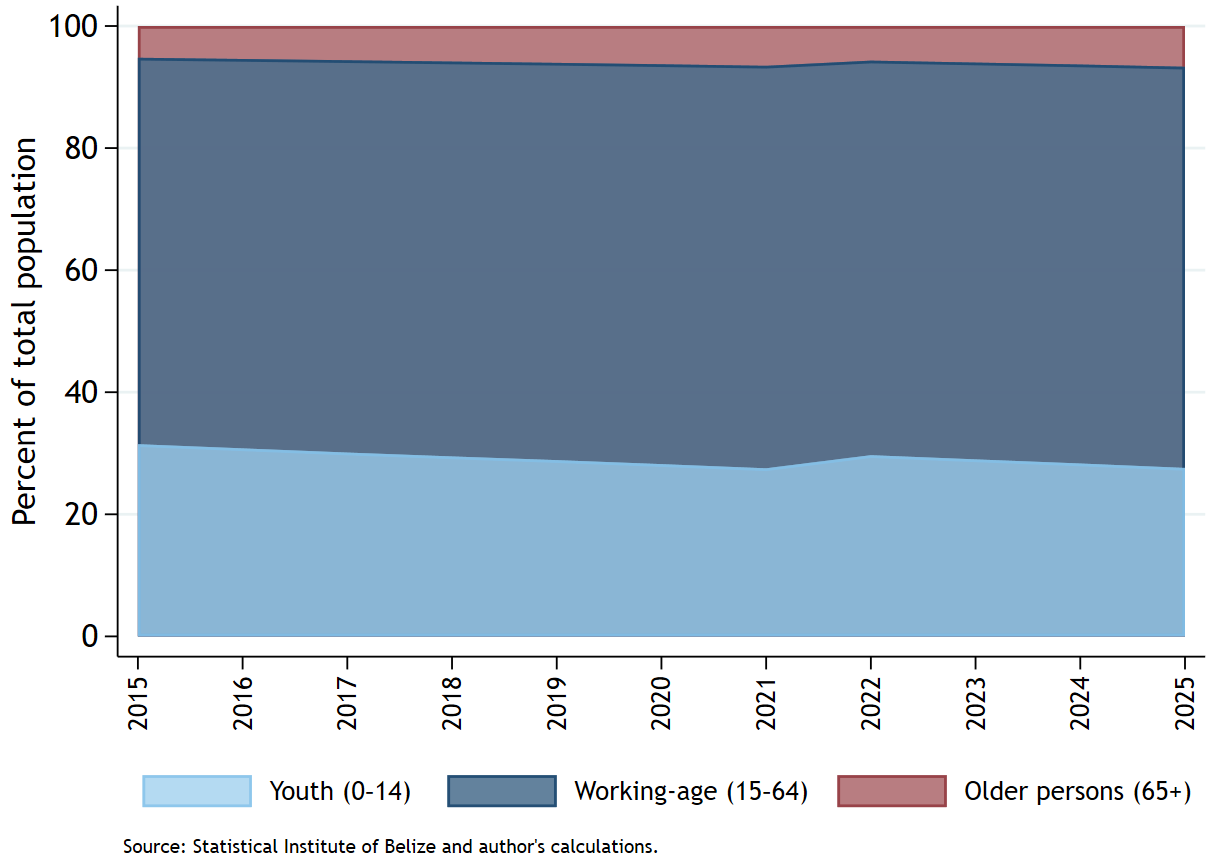 Percent of total population
100
80
60
40
20
0
2015 2016 2017 2018 2019 2020 2021 2022 2023 2024 2025
Youth (0-14) Working-age (15-64) Older persons (65+)
Source: Statistical Institute of Belize and author's calculations.